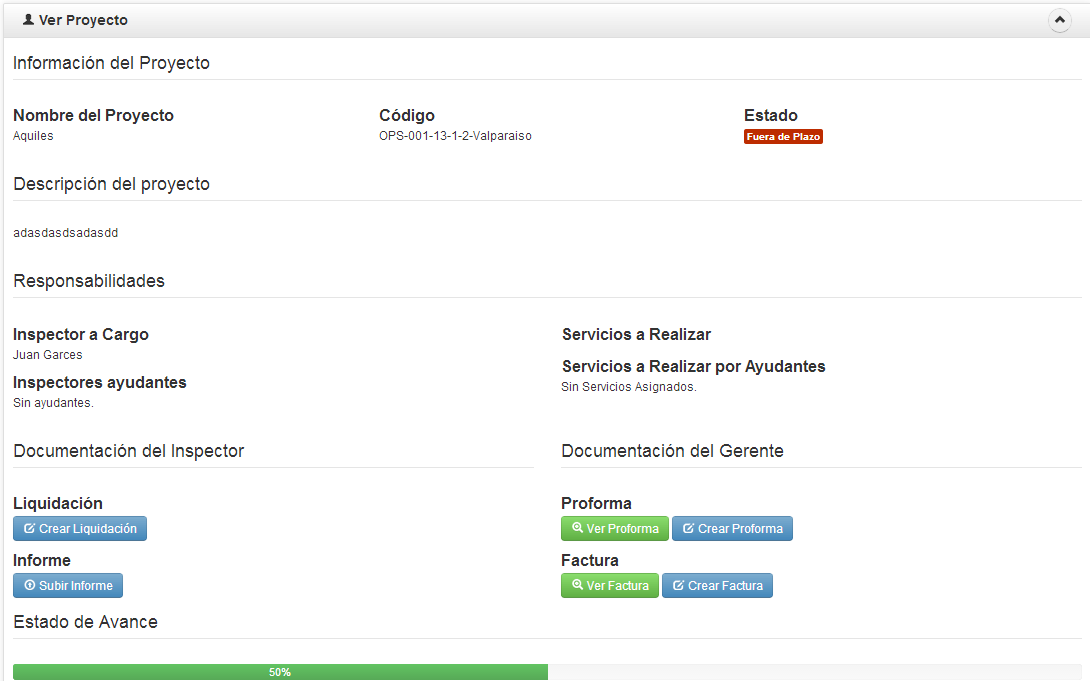 Ver Proyecto
Información del Proyecto
Nombre del Proyecto
Aquiles
Código
OPS-001-13-1-2-Valparaiso
Estado
Fuera de Plazo
Descripción del proyecto
adasdasdsadasdd
Responsabilidades
Inspector a Cargo
Juan Garces
Inspectores ayudantes
Sin ayudantes.
Servicios a Realizar
Servicios a Realizar por Ayudantes
Sin Servicios Asignados.
Documentación del Inspector
Liquidación
Crear Liquidación
Informe
Subir Informe
Documentación del Gerente
Proforma
Ver Proforma Crear Proforma
Factura
Ver Factura Crear Factura
Estado de Avance
50%